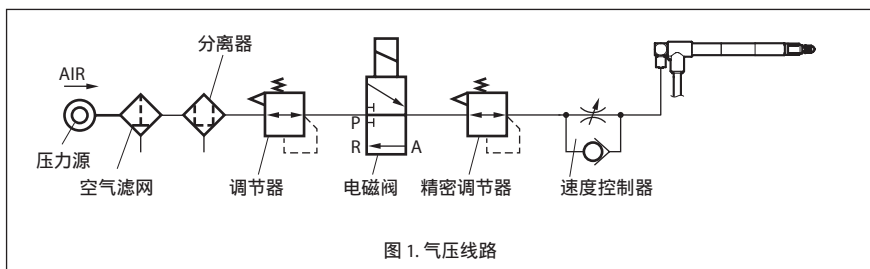 分离器
AIR
P
R A
压力源
空气滤网
调节器
电磁阀
精密调节器
速度控制器
图 1. 气压线路